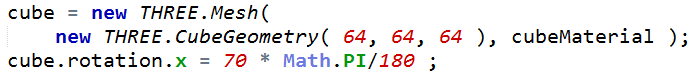 cube = new THREE.Mesh(
new THREE.CubeGeometry( 64, 64, 64 ), cubeMaterial );
cube.rotation.x = 70 * Math.PI/180 ;